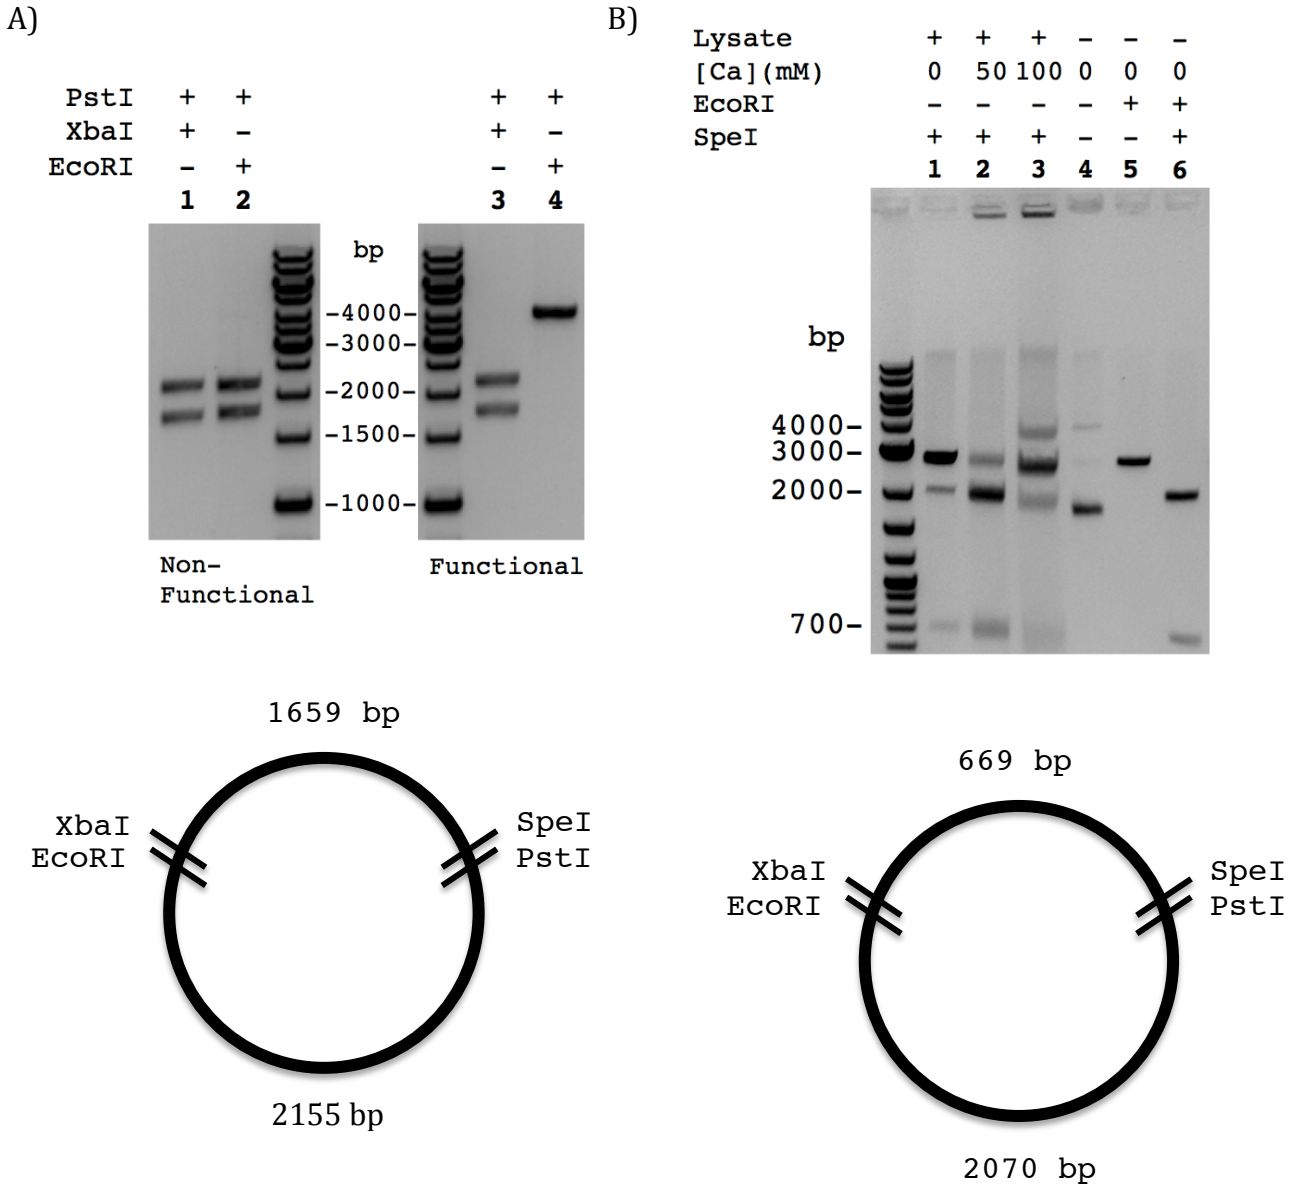 A)
PstI + + + +
XbaI + – + –
EcoRI – + – +
1 2 3 4
bp
–4000–
–3000–
–2000–
–1500–
–1000–
Non-
Functional
Functional
1659 bp
XbaI
EcoRI
SpeI
PstI
2155 bp
B)
Lysate + + + – – –
[Ca](mM) 0 50 100 0 0 0
EcoRI – – – – + +
SpeI + + + – – +
1 2 3 4 5 6
bp
4000–
3000–
2000–
700–
669 bp
XbaI
EcoRI
SpeI
PstI
2070 bp